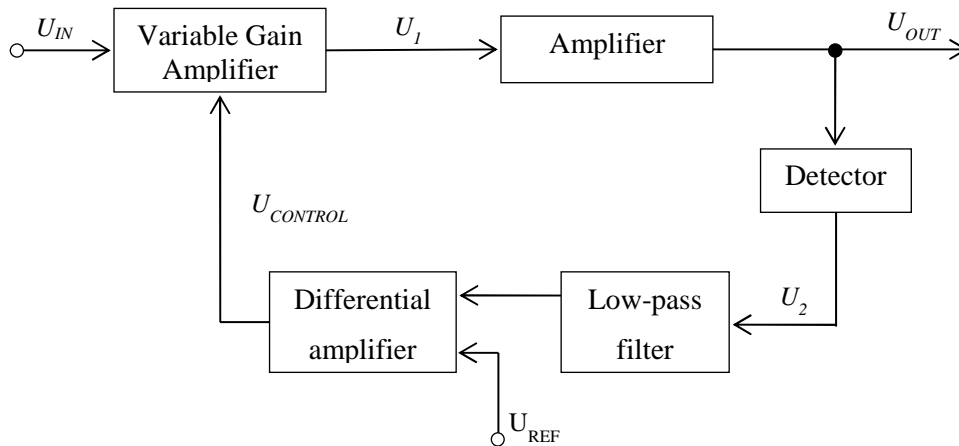 U_IN
Variable Gain
Amplifier
U_1
Amplifier
U_OUT
Detector
U_CONTROL
Differential
amplifier
Low-pass
filter
U_2
U_REF